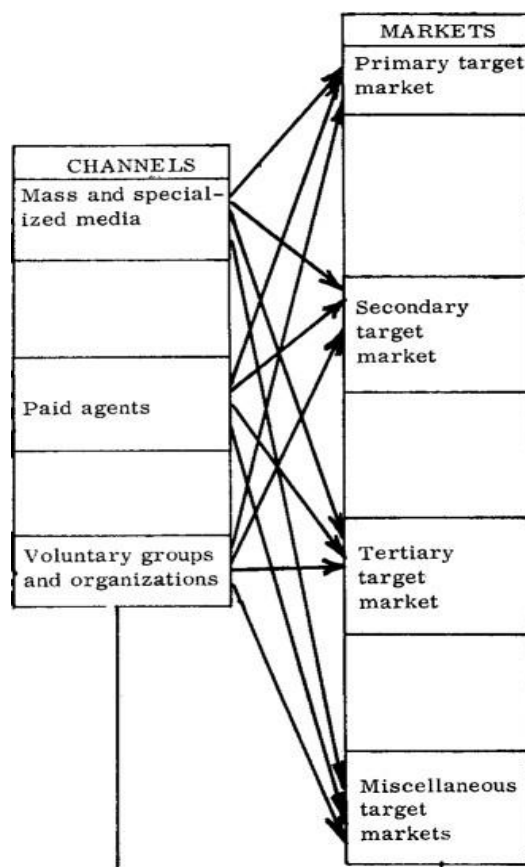 CHANNELS
Mass and special-
ized media
Paid agents
Voluntary groups
and organizations
MARKETS
Primary target
market
Secondary
target
market
Tertiary
target
market
Miscellaneous
target
markets